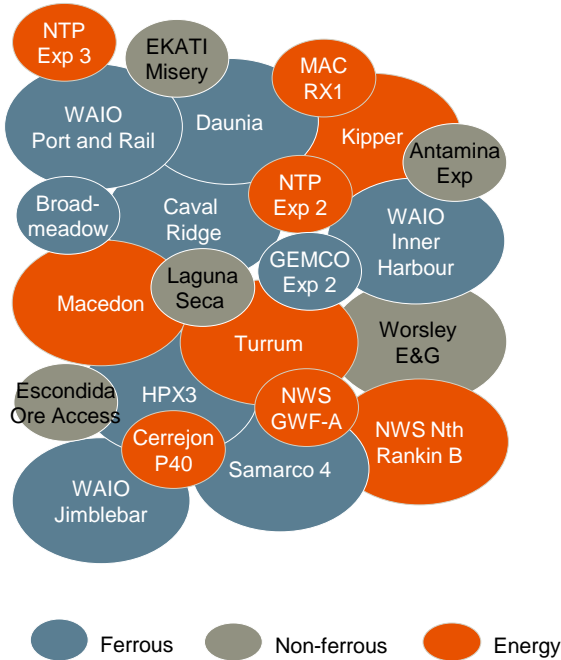 NTP
Exp 3
EKATI
Misery
MAC
RX1
WAIO
Port and Rail
Daunia
Kipper
Antamina
Exp
NTP
Exp 2
Broad-
meadow
Caval
Ridge
WAIO
Inner
Harbour
GEMCO
Exp 2
Laguna
Seca
Macedon
Turrum
Worsley
E&G
Escondida
Ore Access
HPX3
NWS
GWF-A
NWS Nth
Rankin B
Cerrejon
P40
Samarco 4
WAIO
Jimblebar
Ferrous
Non-ferrous
Energy